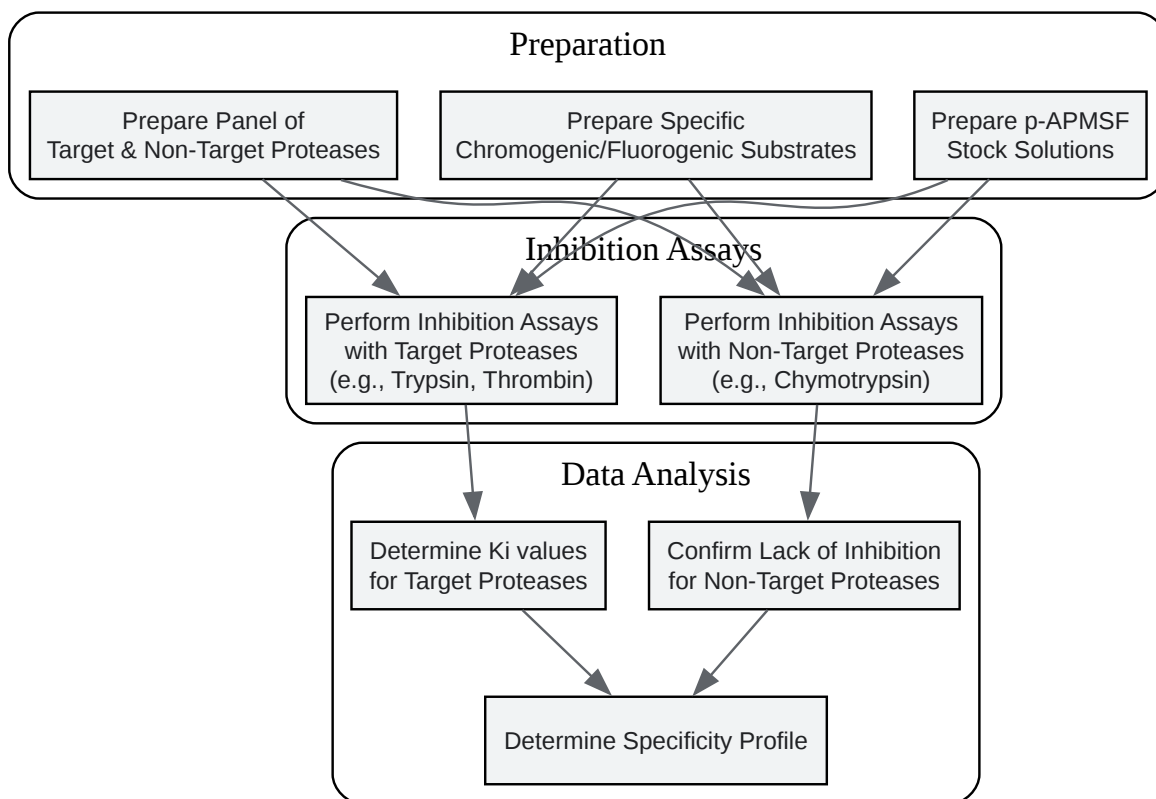 Preparation
Prepare Panel of
Target & Non-Target Proteases
Prepare Specific
Chromogenic/Fluorogenic Substrates
Prepare p-APMSF
Stock Solutions
Inhibition Assays
Perform Inhibition Assays
with Target Proteases
(e.g., Trypsin, Thrombin)
Perform Inhibition Assays
with Non-Target Proteases
(e.g., Chymotrypsin)
Data Analysis
Determine Ki values
for Target Proteases
Confirm Lack of Inhibition
for Non-Target Proteases
Determine Specificity Profile